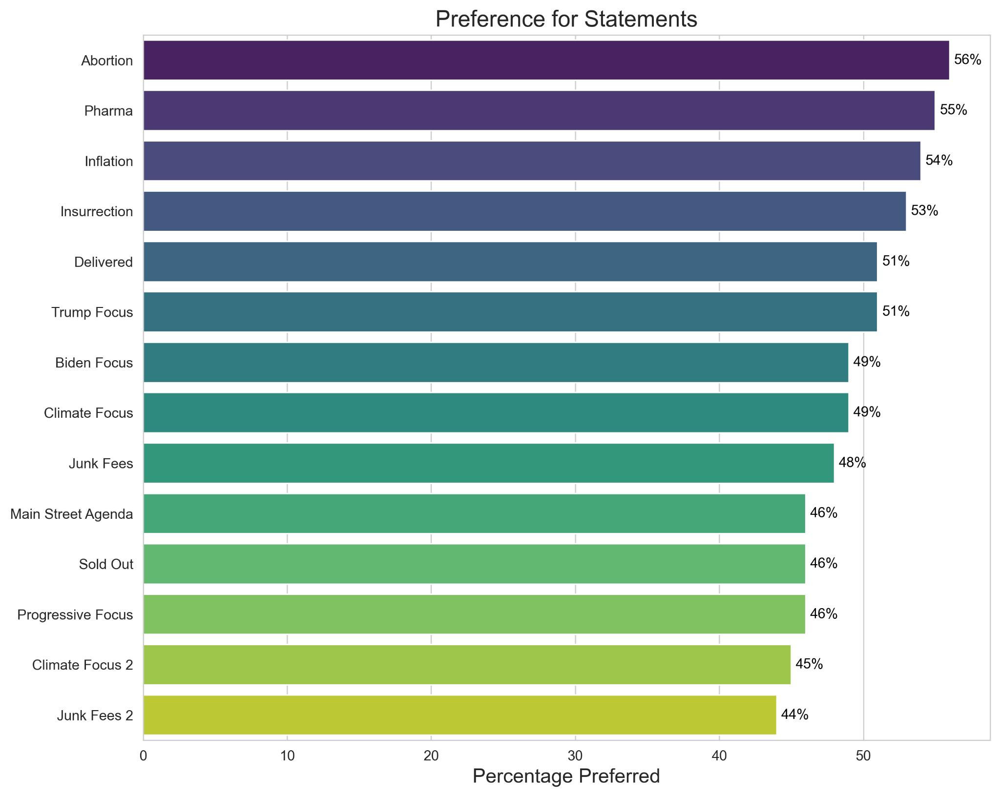 Preference for Statements
Abortion 56%
Pharma 55%
Inflation 54%
Insurrection 53%
Delivered 51%
Trump Focus 51%
Biden Focus 49%
Climate Focus 49%
Junk Fees 48%
Main Street Agenda 46%
Sold Out 46%
Progressive Focus 46%
Climate Focus 2 45%
Junk Fees 2 44%
0 10 20 30 40 50
Percentage Preferred